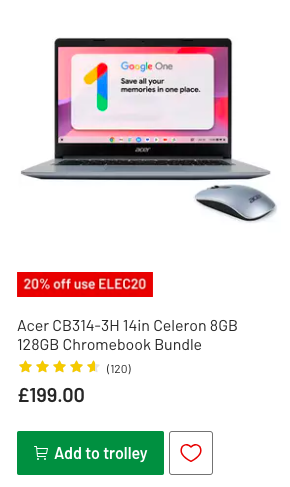 Google One
Save all your
memories in one place.
acer
acer
20% off use ELEC20
Acer CB314-3H 14in Celeron 8GB
128GB Chromebook Bundle
(120)
£199.00
Add to trolley